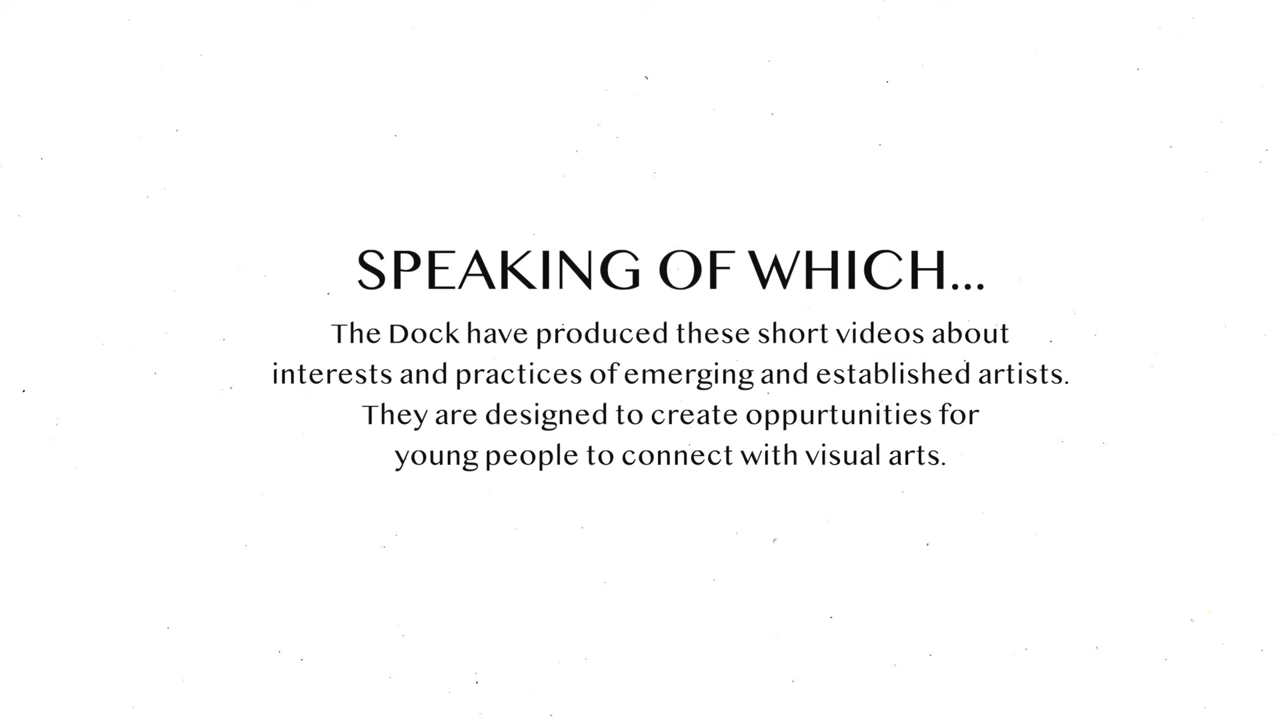 SPEAKING OF WHICH...
The Dock have produced these short videos about
interests and practices of emerging and established artists.
They are designed to create oppurtunities for
young people to connect with visual arts.